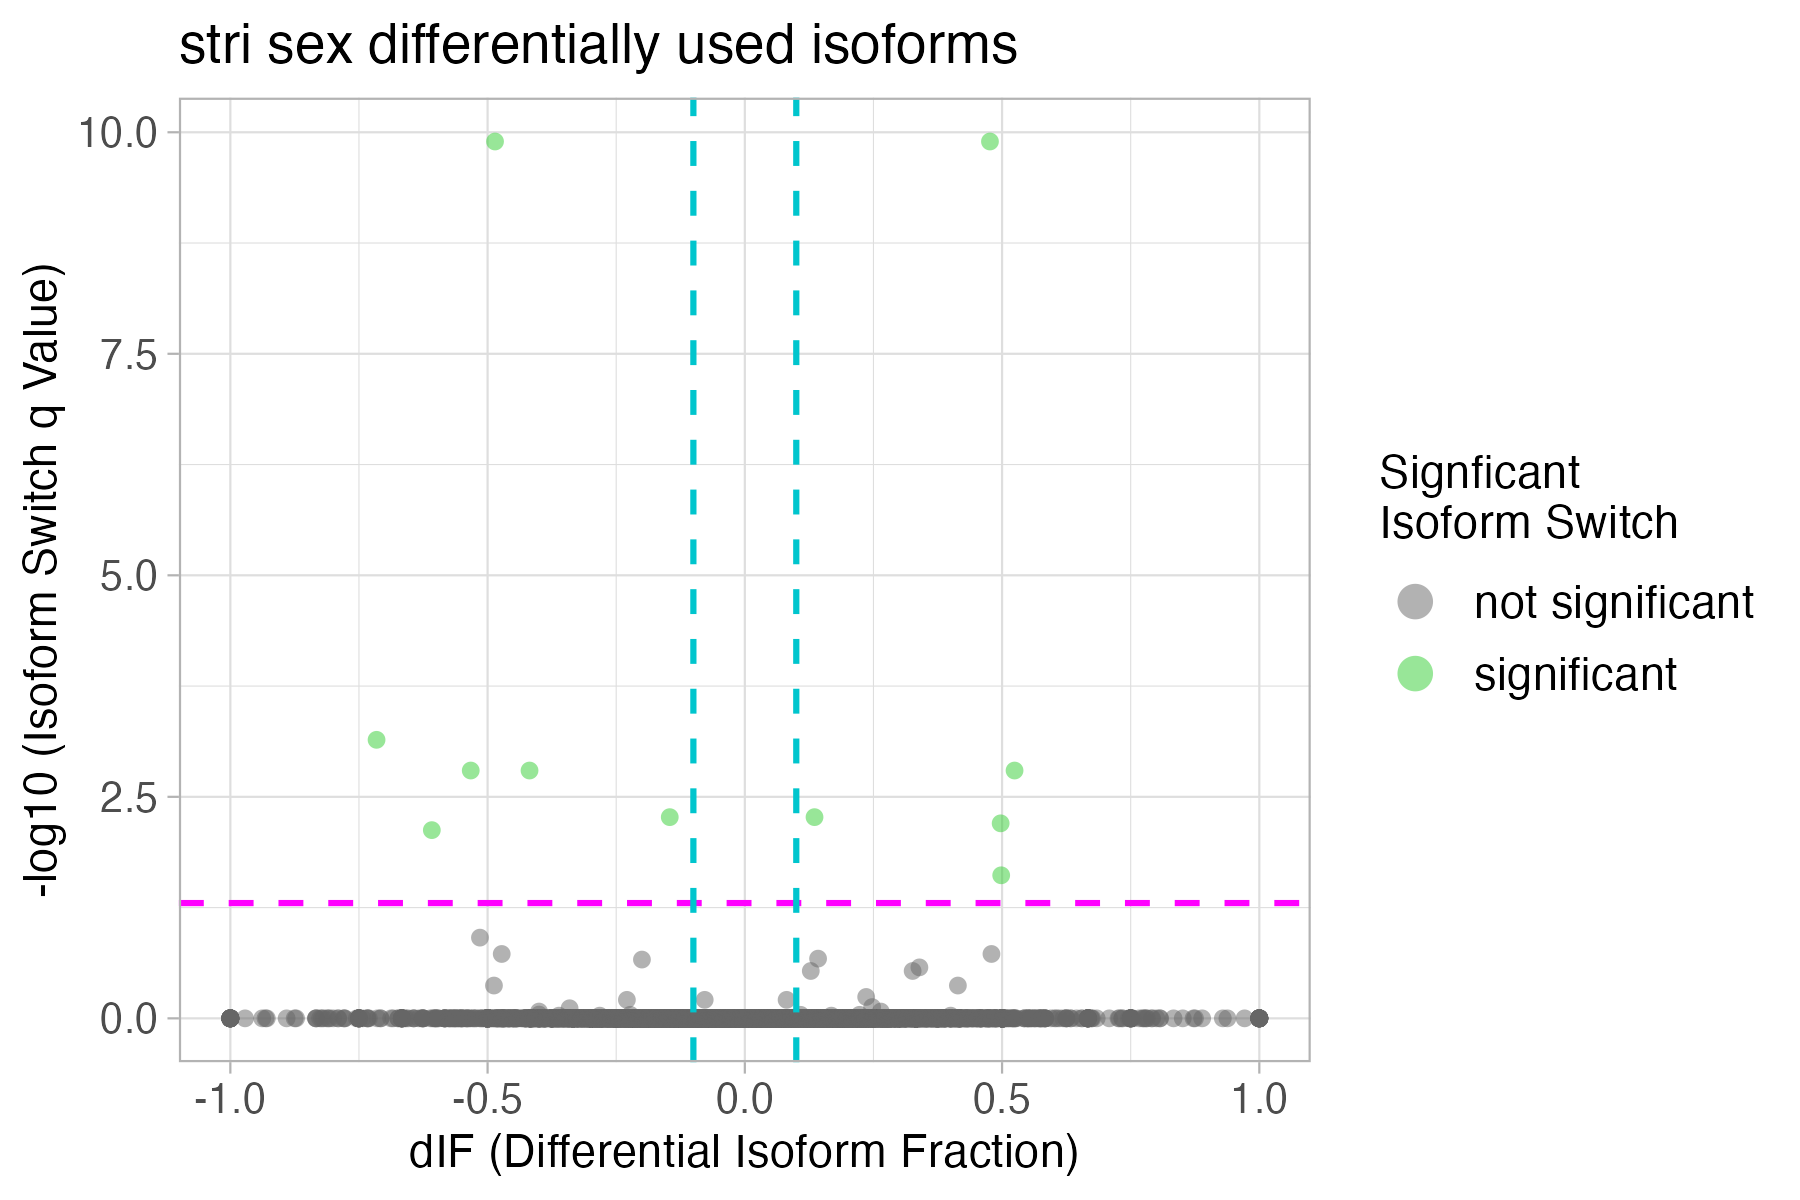 stri sex differentially used isoforms
-log10 (Isoform Switch q Value)
10.0
7.5
5.0
2.5
0.0
-1.0
-0.5
0.0
0.5
1.0
dIF (Differential Isoform Fraction)
Signficant
Isoform Switch
not significant
significant